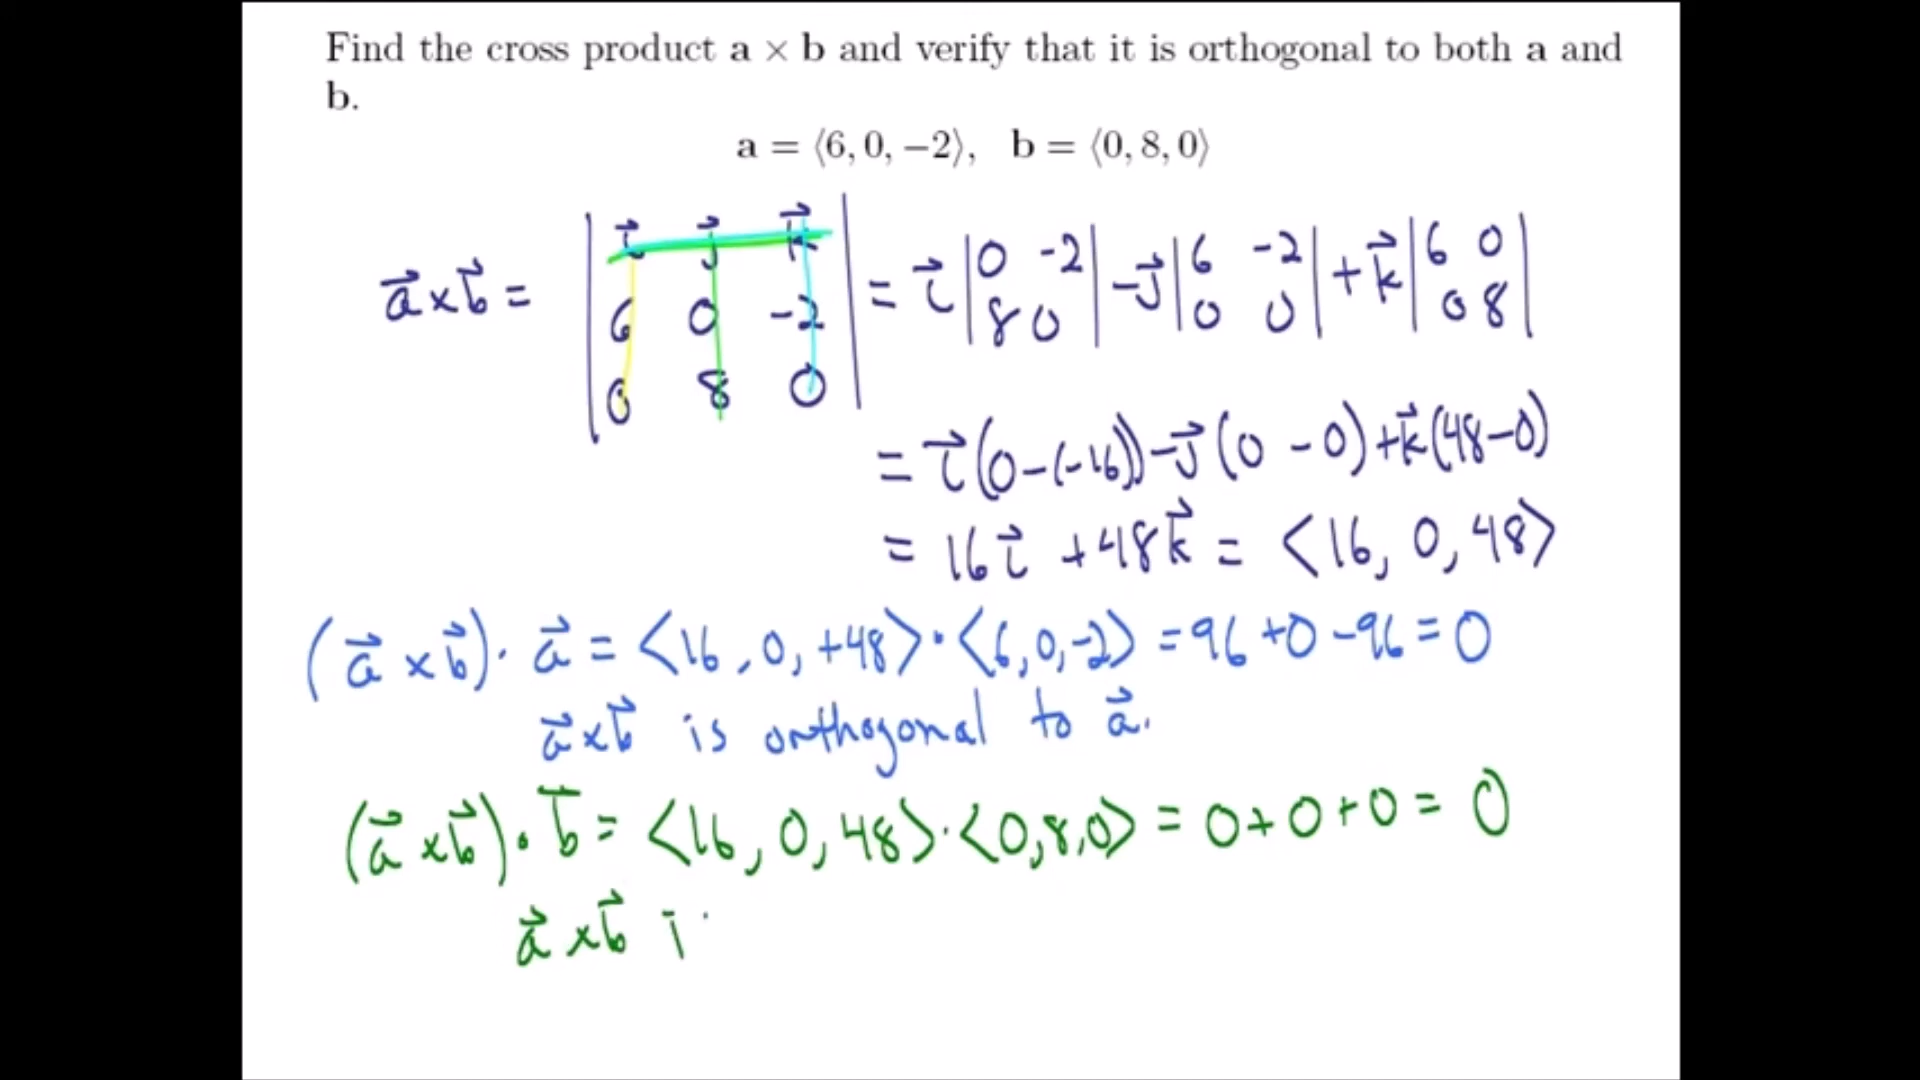 Find the cross product a × b and verify that it is orthogonal to both a and
b.
a = ⟨6, 0, −2⟩, b = ⟨0, 8, 0⟩
a⃗ × b⃗ = | i⃗ j⃗ k⃗ | = i⃗ |0 -2| - j⃗ |6 -2| + k⃗ |6 0|
| 6 0 -2 | |8 0| |0 0| |0 8|
| 0 8 0 |
= i⃗(0-(-16)) - j⃗(0 - 0) + k⃗(48-0)
= 16i⃗ + 48k⃗ = <16, 0, 48>
(a⃗ × b⃗) · a⃗ = <16, 0, +48> · <6, 0, -2> = 96 + 0 - 96 = 0
a⃗ × b⃗ is orthogonal to a⃗.
(a⃗ × b⃗) · b⃗ = <16, 0, 48> · <0, 8, 0> = 0 + 0 + 0 = 0
a⃗ × b⃗ i